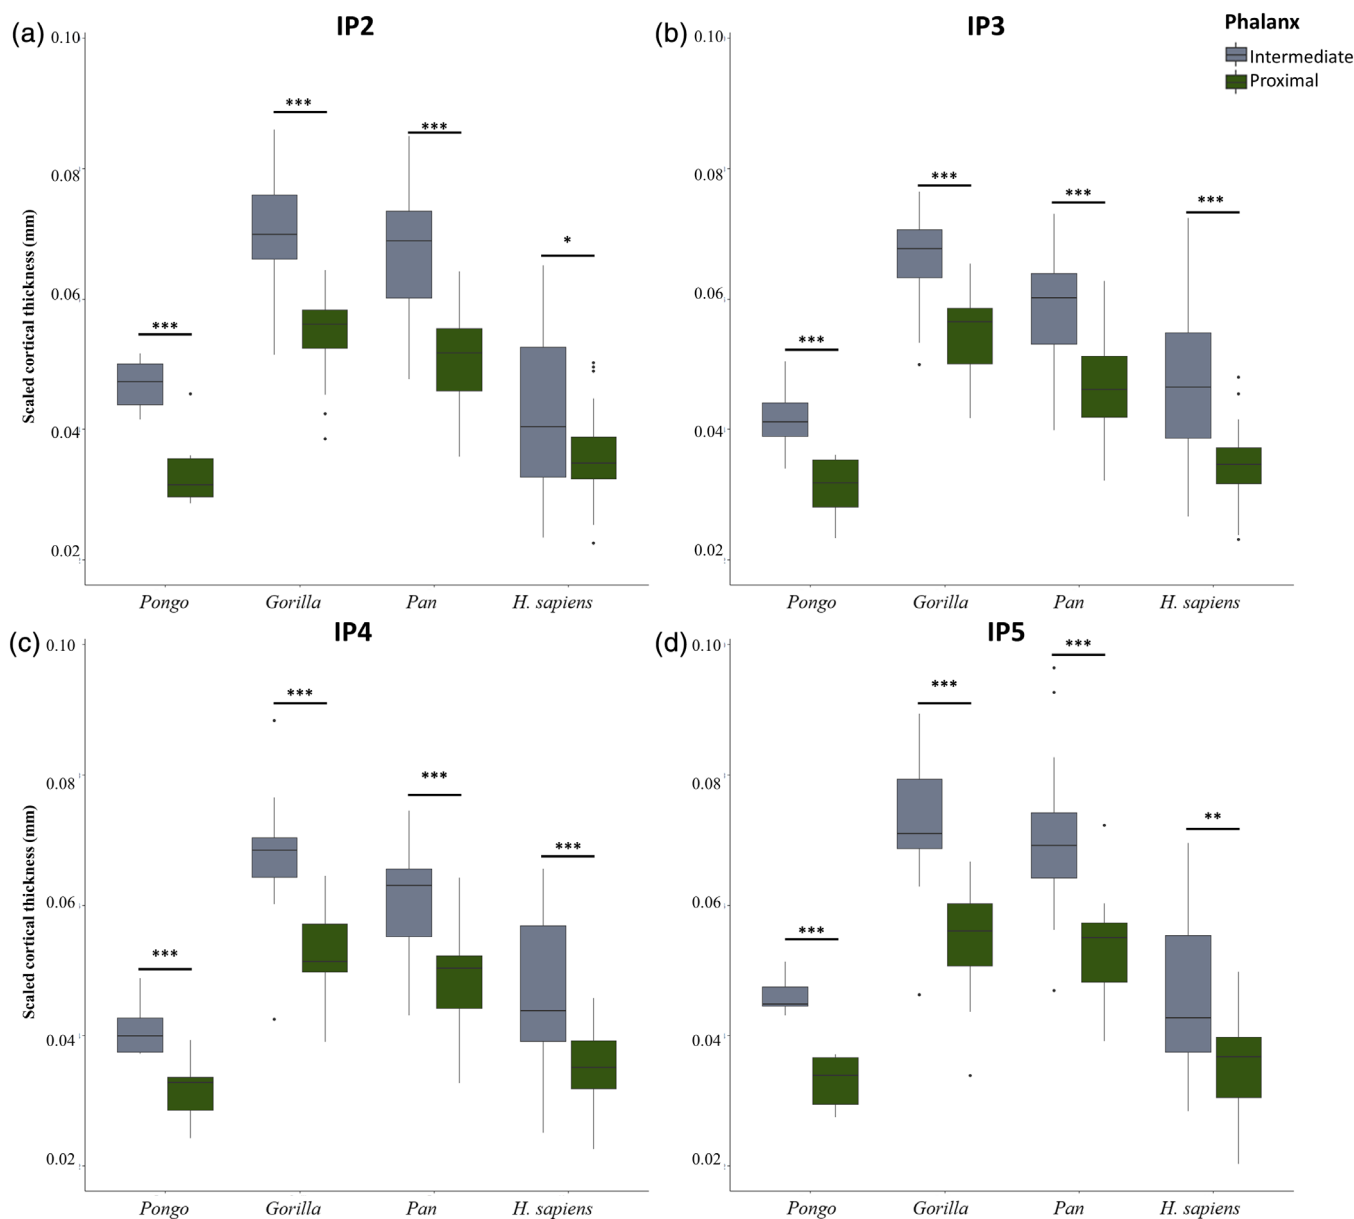 (a) IP2
0.10
0.08
0.06
0.04
0.02
Scaled cortical thickness (mm)
***
***
***
*
Pongo Gorilla Pan H. sapiens
(b) IP3
0.10
0.08
0.06
0.04
0.02
***
***
***
***
Pongo Gorilla Pan H. sapiens
Phalanx
Intermediate
Proximal
(c) IP4
0.10
0.08
0.06
0.04
0.02
Scaled cortical thickness (mm)
***
***
***
***
Pongo Gorilla Pan H. sapiens
(d) IP5
0.10
0.08
0.06
0.04
0.02
***
***
***
**
Pongo Gorilla Pan H. sapiens